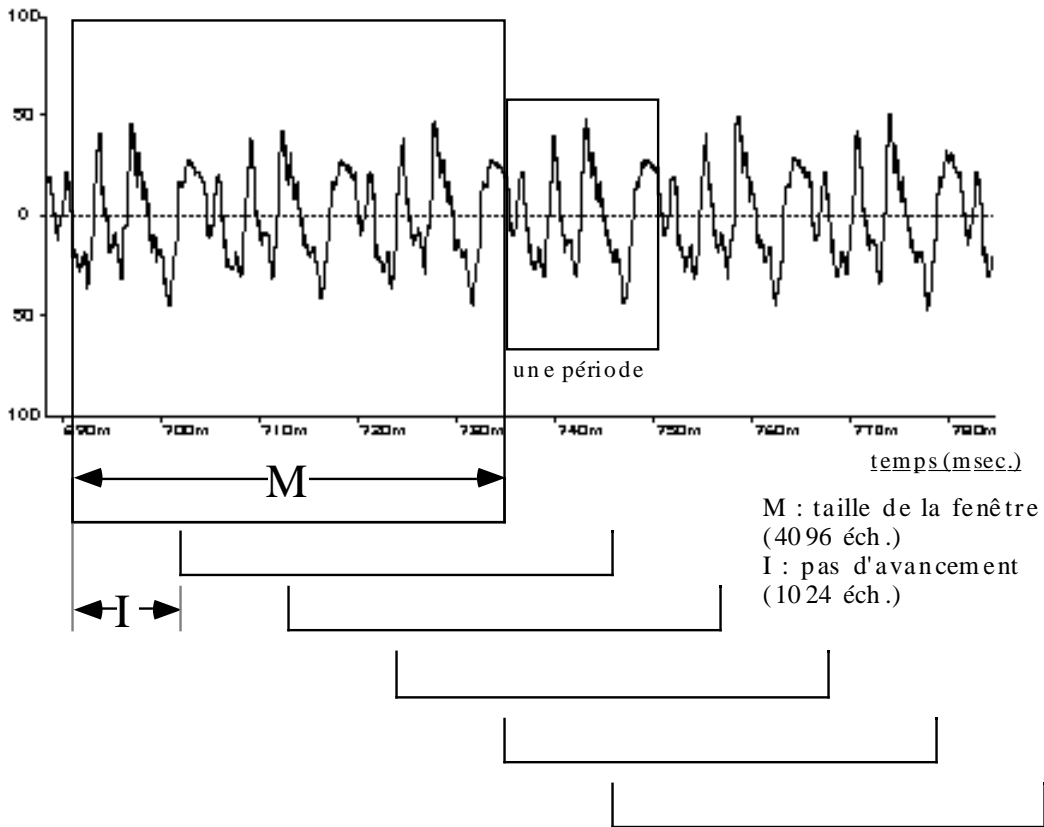 100
50
0
50
100
une période
690m 700m 710m 720m 730m 740m 750m 760m 770m 780m
temps (msec.)
M
M : taille de la fenêtre
(4096 éch.)
I : pas d'avancement
(1024 éch.)
I